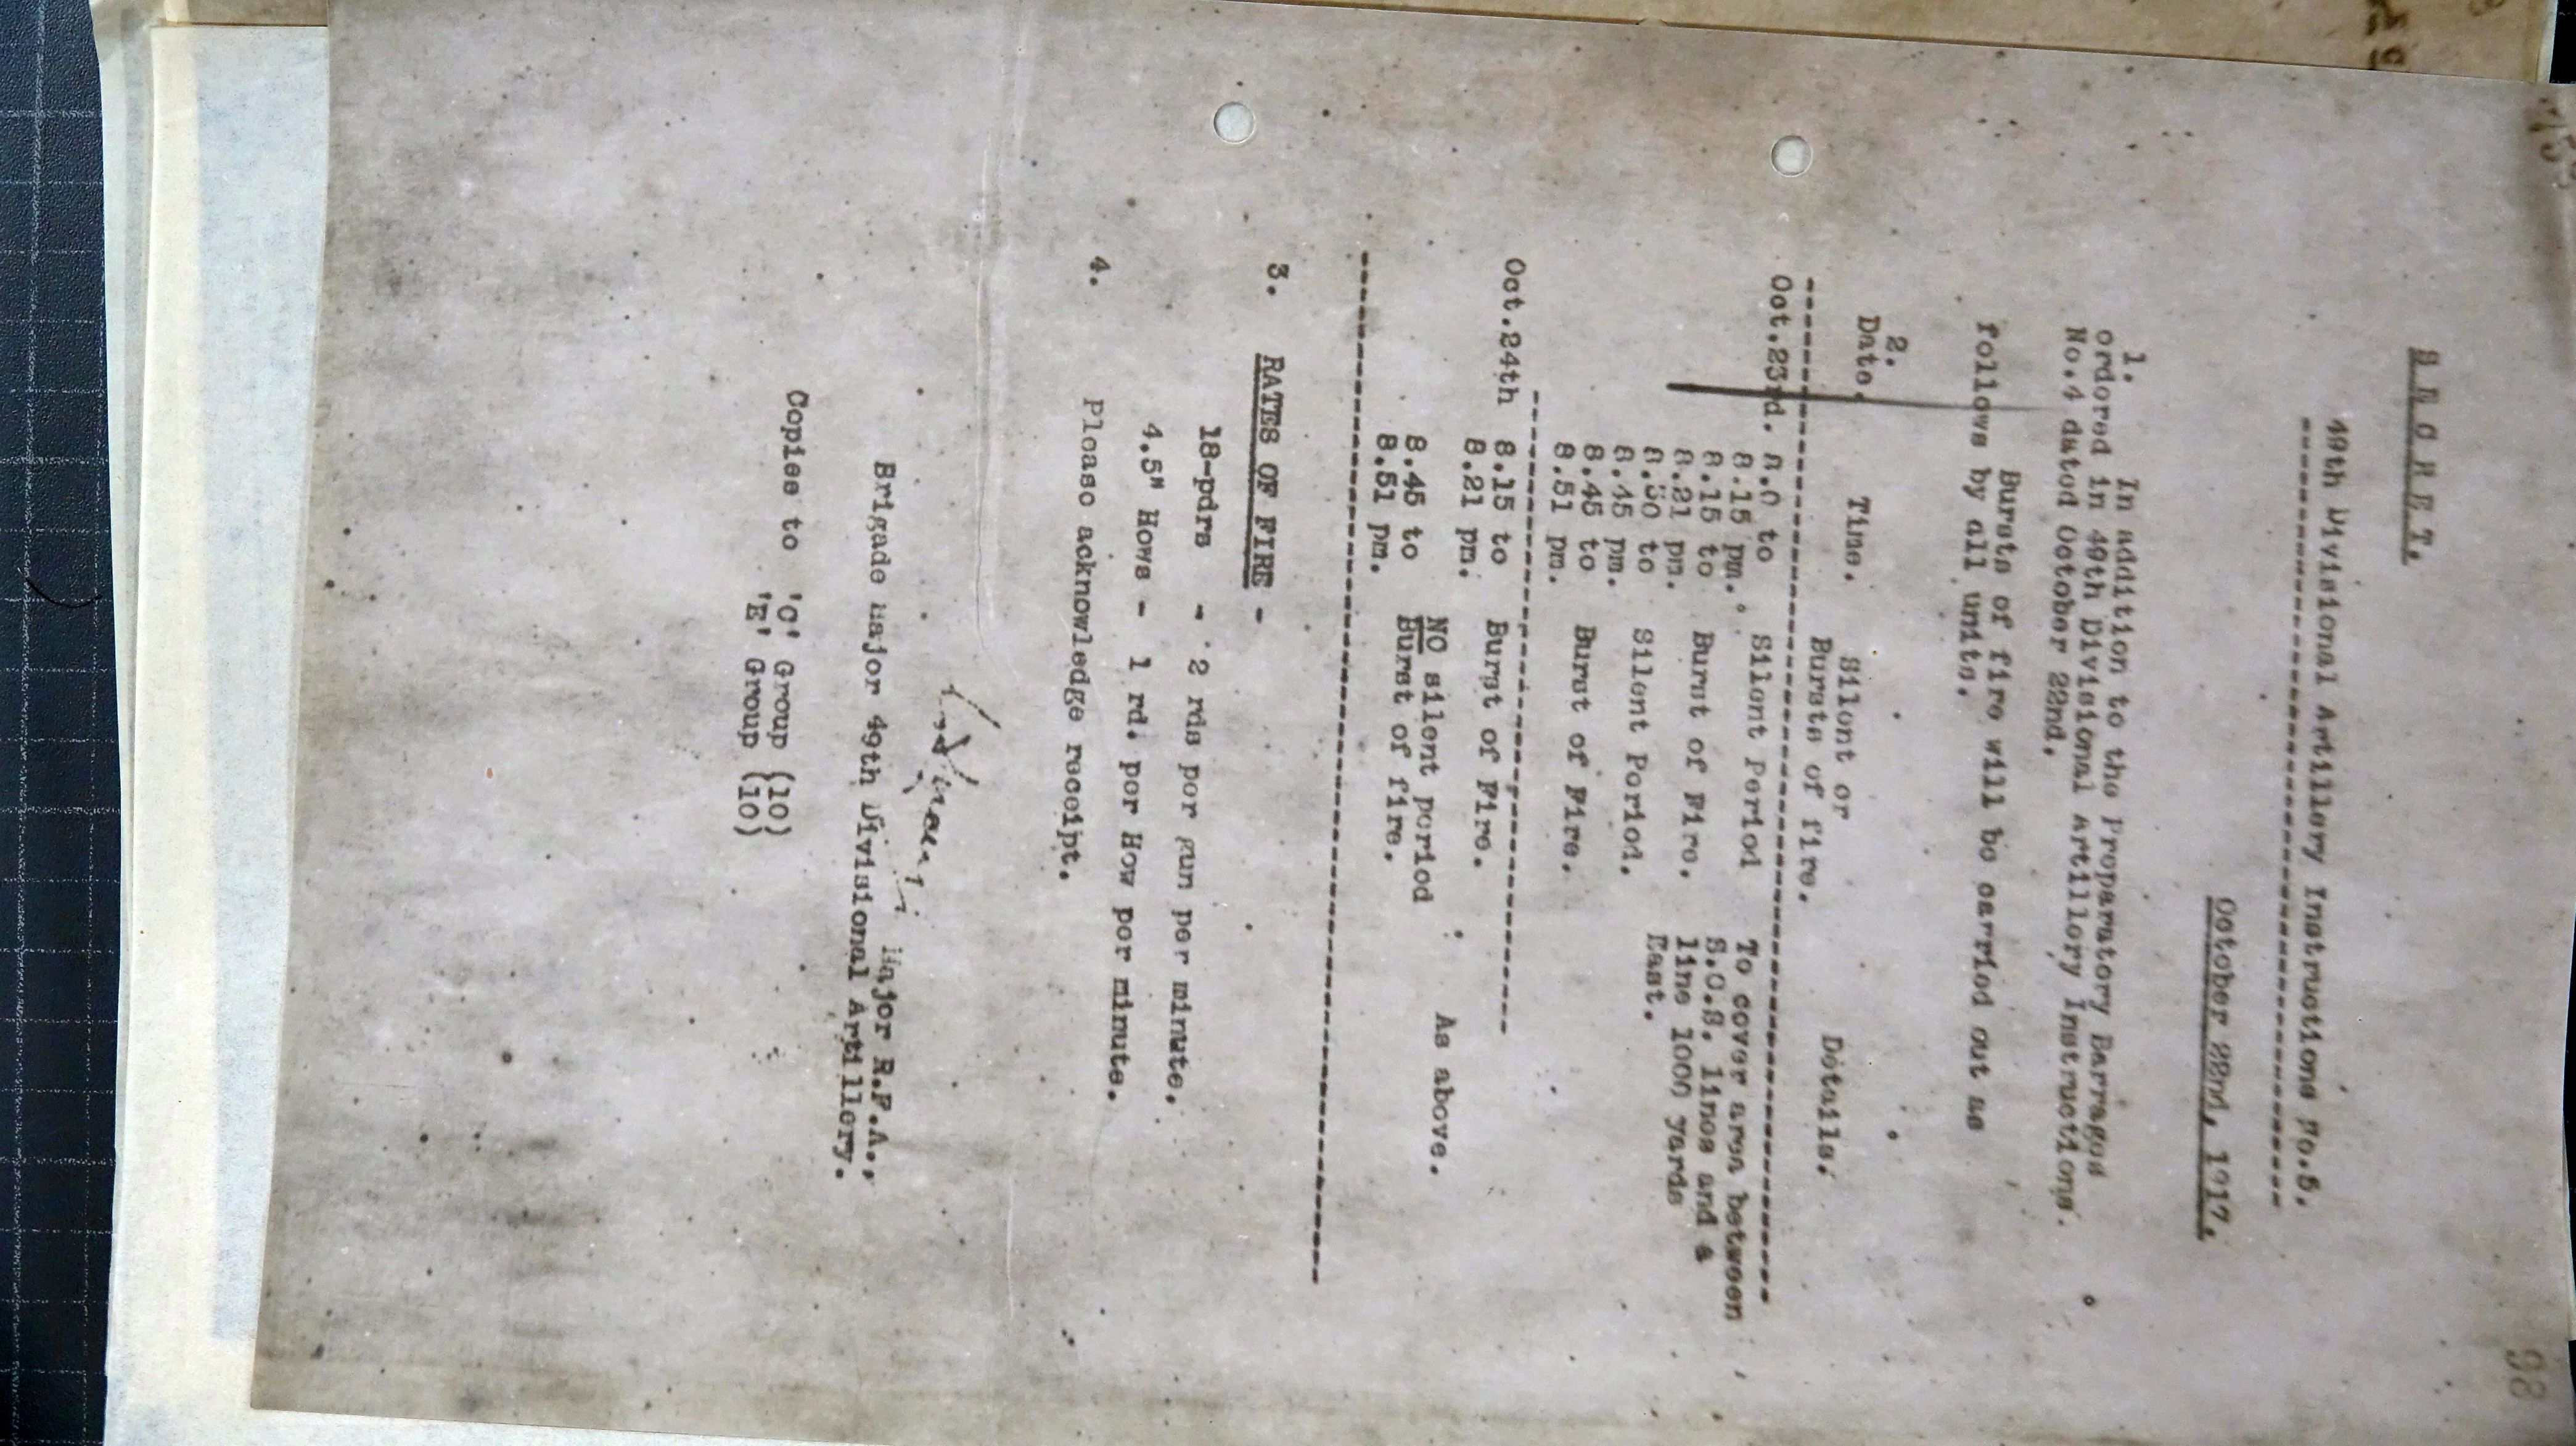 S E C R E T.
49th Divisional Artillery Instructions No.5.
October 22nd, 1917.
1. In addition to the Preparatory Barrages
ordered in 49th Divisional Artillery Instructions.
No.4 dated October 22nd.
Bursts of fire will be carried out as
follows by all units.
2.
Date. Time. Silent or Bursts of fire. Details.
Oct.23rd. 8.0 to 8.15 pm. Silent Period To cover area between
8.15 to 8.21 pm. Burst of Fire. S.O.S. lines and a
8.30 to 8.45 pm. Silent Period. line 1000 yards
8.45 to 8.51 pm. Burst of Fire. East.
Oct.24th 8.15 to 8.21 pm. Burst of Fire.
NO silent period As above.
8.45 to 8.51 pm. Burst of fire.
3. RATES OF FIRE -
18-pdrs - 2 rds per gun per minute.
4.5" Hows - 1 rd. per How per minute.
4. Please acknowledge receipt.
Major R.F.A.,
Brigade Major 49th Divisional Artillery.
Copies to 'C' Group (10)
'E' Group (10)
98